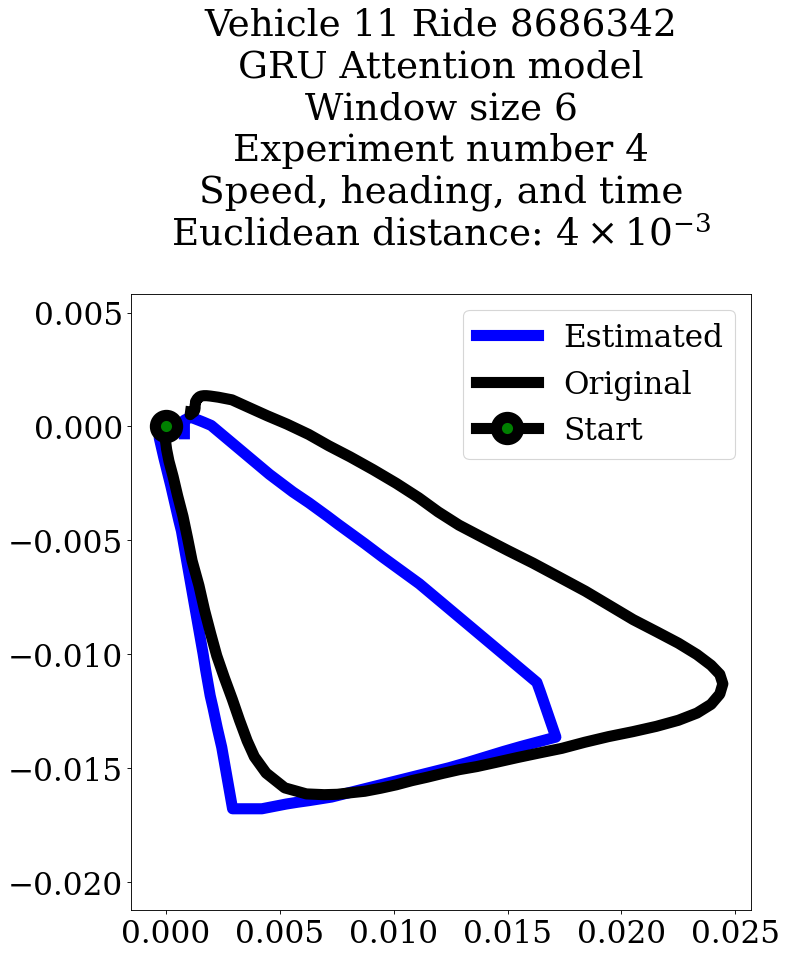 Vehicle 11 Ride 8686342
GRU Attention model
Window size 6
Experiment number 4
Speed, heading, and time
Euclidean distance: 4 × 10⁻³
Estimated
Original
Start
0.005
0.000
−0.005
−0.010
−0.015
−0.020
0.000 0.005 0.010 0.015 0.020 0.025